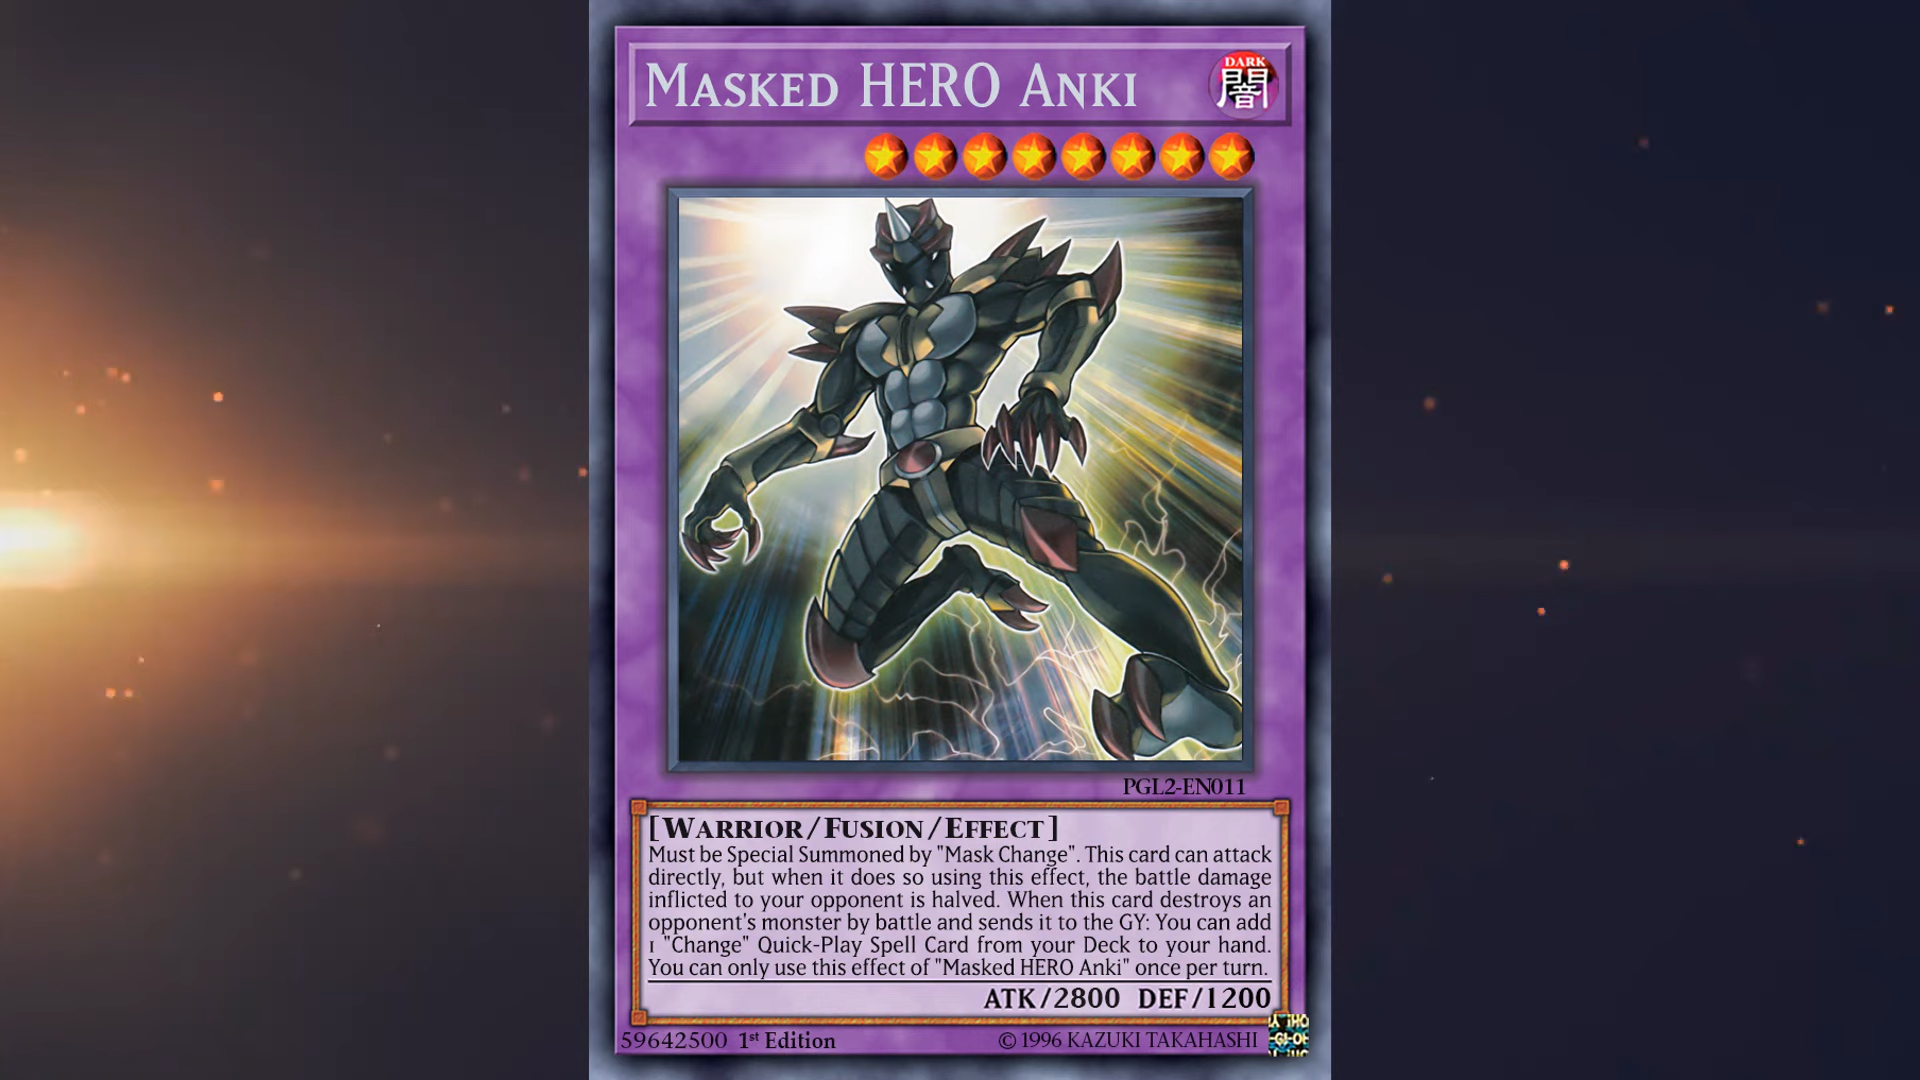 Masked HERO Anki
DARK
闇
PGL2-EN011
[Warrior/Fusion/Effect]
Must be Special Summoned by "Mask Change". This card can attack
directly, but when it does so using this effect, the battle damage
inflicted to your opponent is halved. When this card destroys an
opponent's monster by battle and sends it to the GY: You can add
1 "Change" Quick-Play Spell Card from your Deck to your hand.
You can only use this effect of "Masked HERO Anki" once per turn.
ATK/2800 DEF/1200
59642500 1st Edition
© 1996 KAZUKI TAKAHASHI